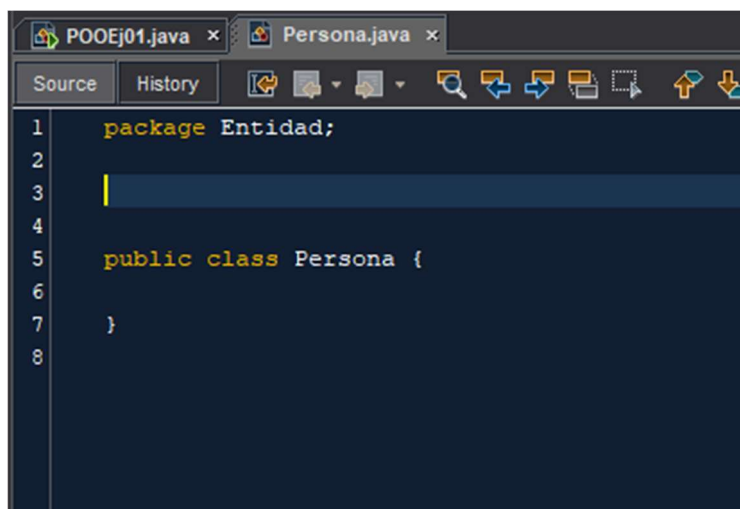 POOEj01.java × Persona.java ×
Source History
1 package Entidad;
2
3
4
5 public class Persona {
6
7 }
8